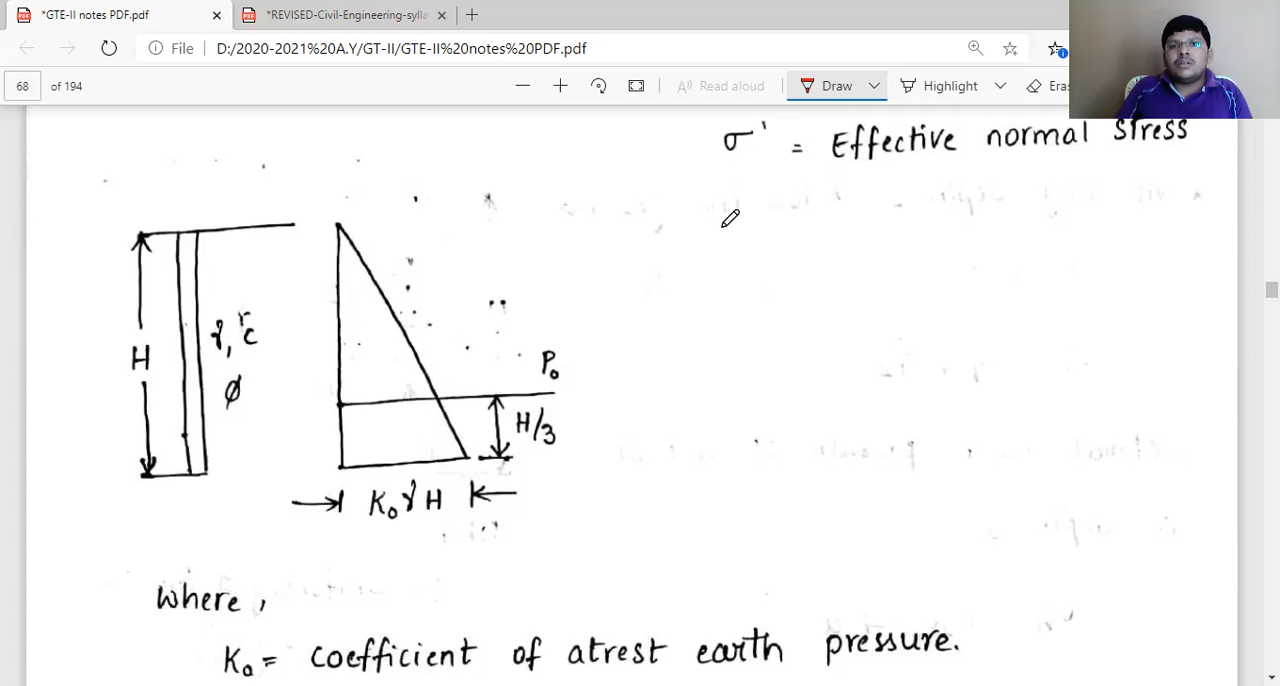 *GTE-II notes PDF.pdf
*REVISED-Civil-Engineering-sylla
File D:/2020-2021%20A.Y/GT-II/GTE-II%20notes%20PDF.pdf
68 of 194
Read aloud
Draw
Highlight
Eras
σ' = Effective normal stress
H
γ, c
φ
P₀
H/3
K₀γH
where,
K₀ = coefficient of atrest earth pressure.